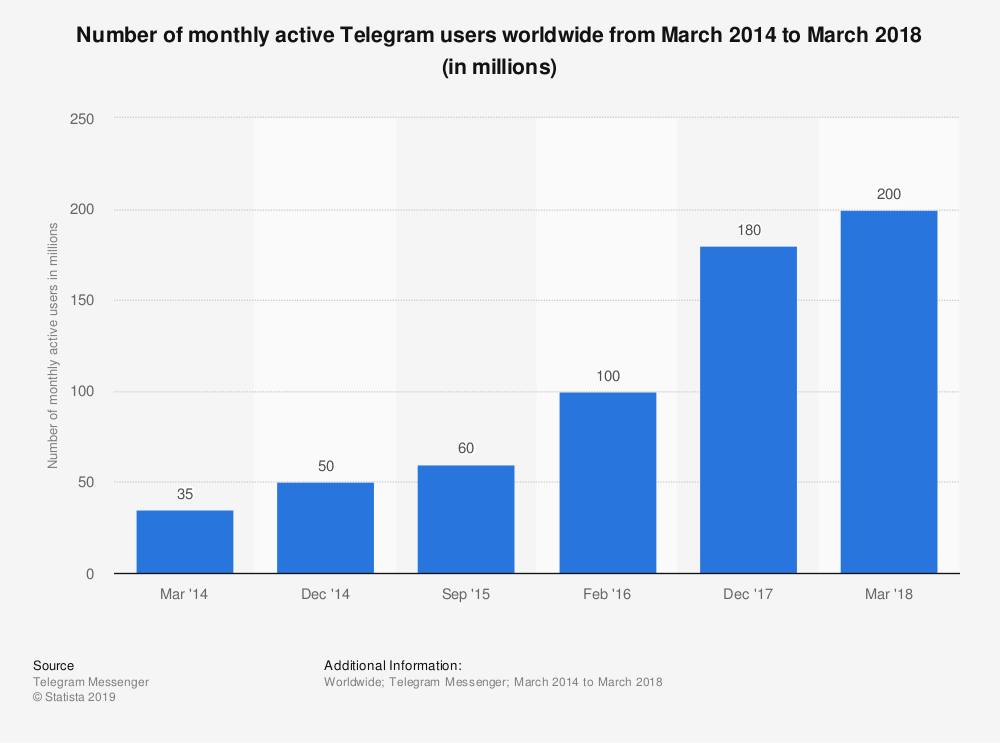 Number of monthly active Telegram users worldwide from March 2014 to March 2018
(in millions)
Number of monthly active users in millions
250
200
150
100
50
0
35
50
60
100
180
200
Mar '14
Dec '14
Sep '15
Feb '16
Dec '17
Mar '18
Source
Telegram Messenger
© Statista 2019
Additional Information:
Worldwide; Telegram Messenger; March 2014 to March 2018